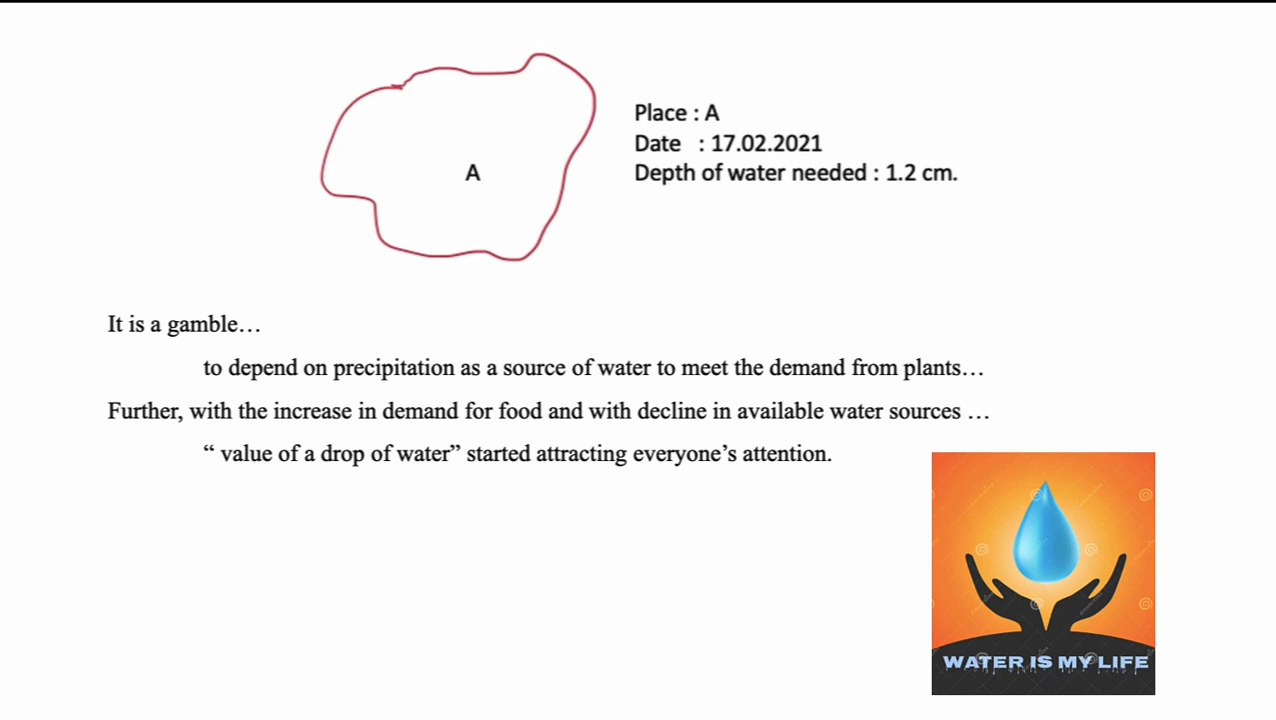 A
Place : A
Date : 17.02.2021
Depth of water needed : 1.2 cm.
It is a gamble…
to depend on precipitation as a source of water to meet the demand from plants…
Further, with the increase in demand for food and with decline in available water sources …
“ value of a drop of water” started attracting everyone’s attention.
WATER IS MY LIFE